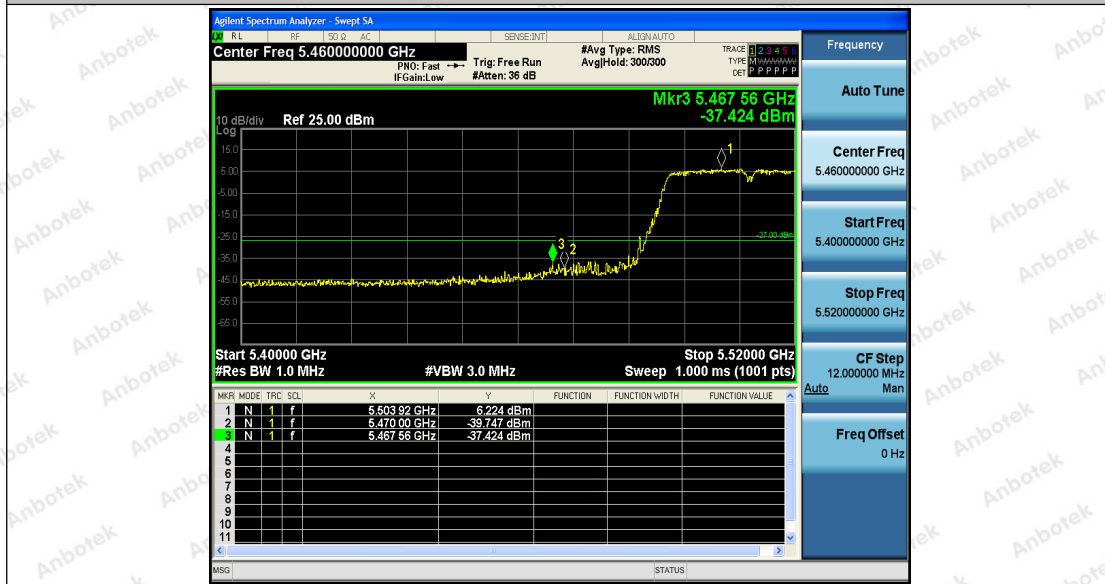 Agilent Spectrum Analyzer - Swept SA
RL RF 50 Ω AC SENSE:INT ALIGNAUTO
Center Freq 5.460000000 GHz
PNO: Fast
IFGain:Low
Trig: Free Run
#Atten: 36 dB
#Avg Type: RMS
Avg|Hold: 300/300
TRACE 1 2 3 4 5 6
TYPE M WWWWW
DET P P P P P P
Mkr3 5.467 56 GHz
-37.424 dBm
10 dB/div Ref 25.00 dBm
Log
15.0
5.00
-5.00
-15.0
-25.0
-35.0
-45.0
-55.0
-65.0
1
-27.00 dBm
3 2
Start 5.40000 GHz Stop 5.52000 GHz
#Res BW 1.0 MHz #VBW 3.0 MHz Sweep 1.000 ms (1001 pts)
MKR MODE TRC SCL X Y FUNCTION FUNCTION WIDTH FUNCTION VALUE
1 N 1 f 5.503 92 GHz 6.224 dBm
2 N 1 f 5.470 00 GHz -39.747 dBm
3 N 1 f 5.467 56 GHz -37.424 dBm
4
5
6
7
8
9
10
11
MSG STATUS
Frequency
Auto Tune
Center Freq
5.460000000 GHz
Start Freq
5.400000000 GHz
Stop Freq
5.520000000 GHz
CF Step
12.000000 MHz
Auto Man
Freq Offset
0 Hz
Anbotek